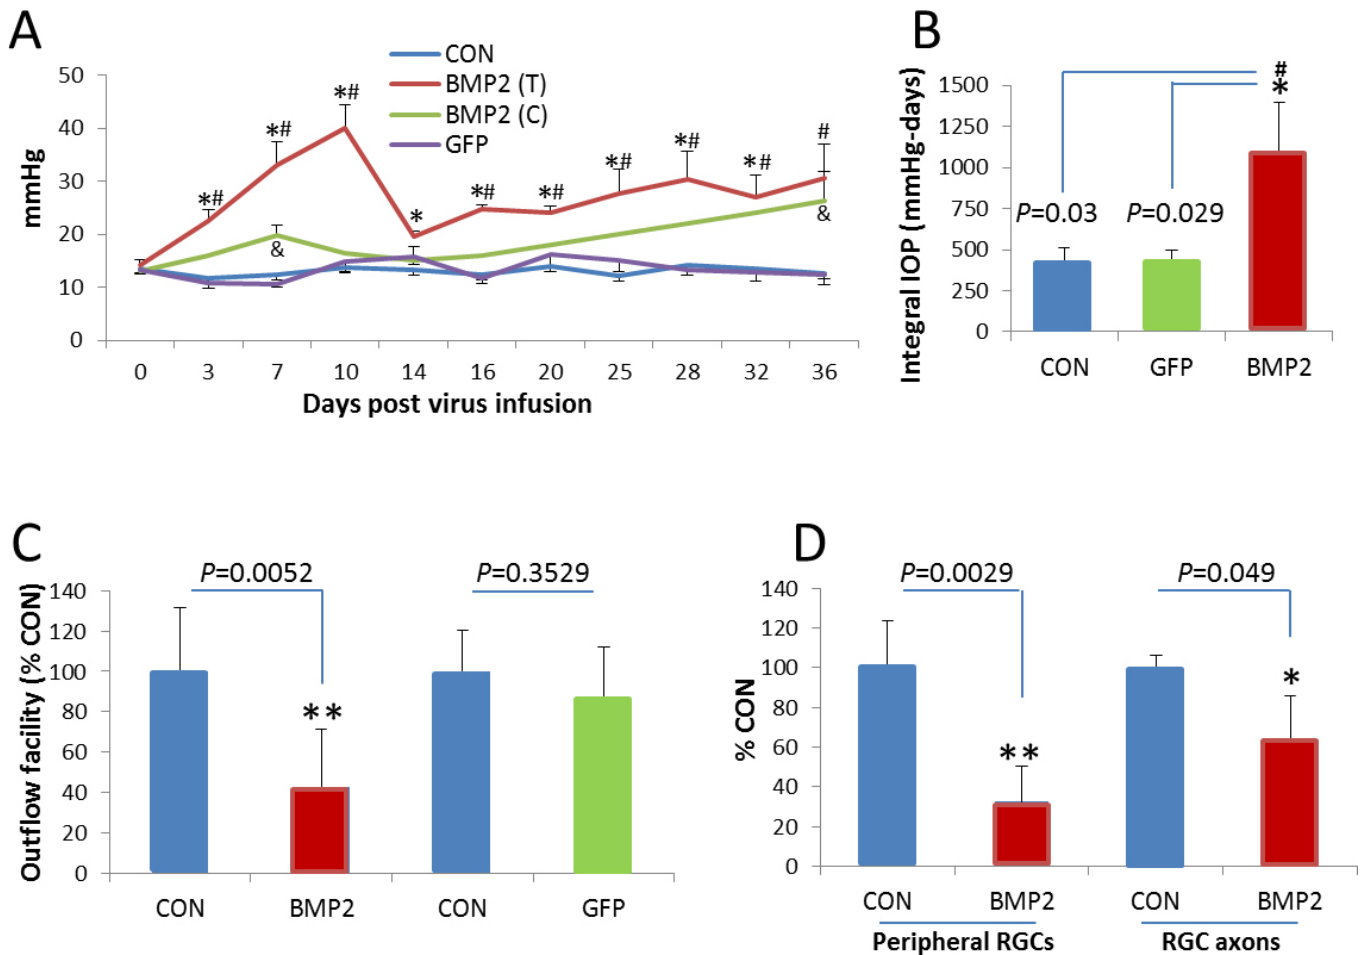 A
CON
BMP2 (T)
BMP2 (C)
GFP
mmHg
50
40
30
20
10
0
*#
*#
*#
*
*#
*#
*#
*#
*#
#
&
&
0 3 7 10 14 16 20 25 28 32 36
Days post virus infusion
B
Integral IOP (mmHg-days)
1500
1250
1000
750
500
250
0
#
*
P=0.03
P=0.029
CON GFP BMP2
C
Outflow facility (% CON)
140
120
100
80
60
40
20
0
P=0.0052
P=0.3529
**
CON BMP2 CON GFP
D
% CON
140
120
100
80
60
40
20
0
P=0.0029
P=0.049
**
*
CON BMP2 CON BMP2
Peripheral RGCs RGC axons